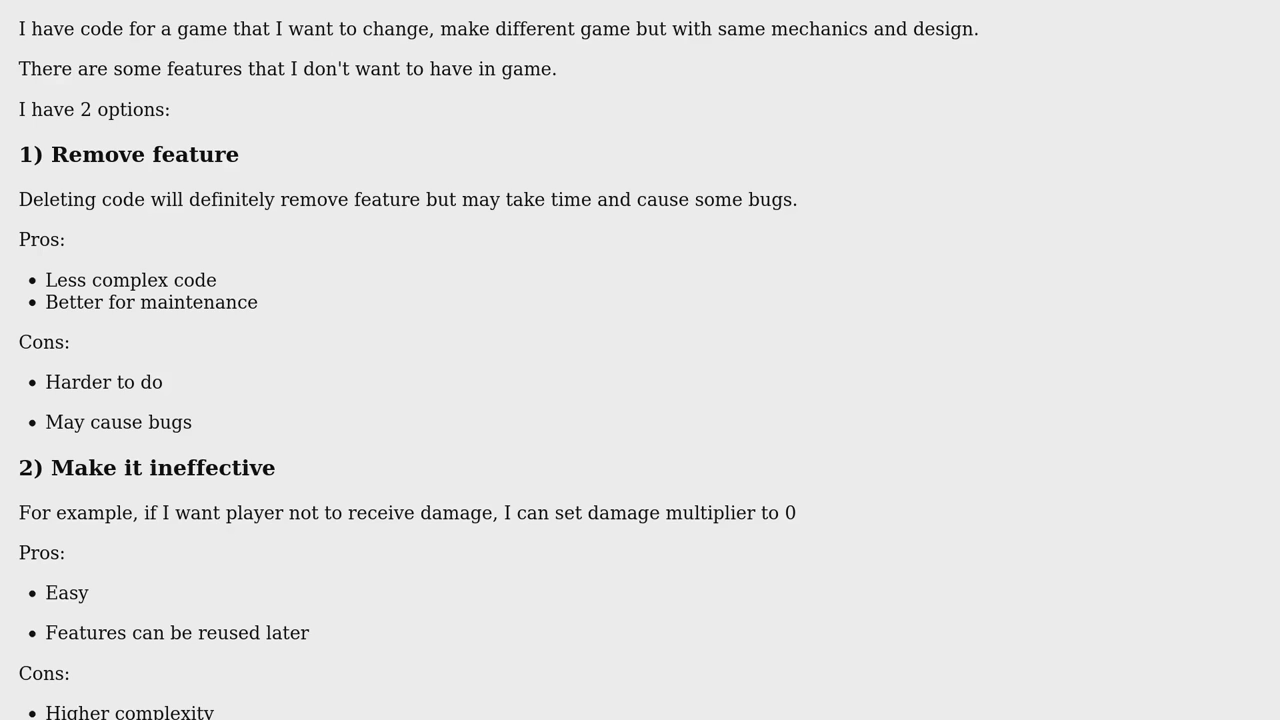 I have code for a game that I want to change, make different game but with same mechanics and design.
There are some features that I don't want to have in game.
I have 2 options:
1) Remove feature
Deleting code will definitely remove feature but may take time and cause some bugs.
Pros:
• Less complex code
• Better for maintenance
Cons:
• Harder to do
• May cause bugs
2) Make it ineffective
For example, if I want player not to receive damage, I can set damage multiplier to 0
Pros:
• Easy
• Features can be reused later
Cons:
• Higher complexity